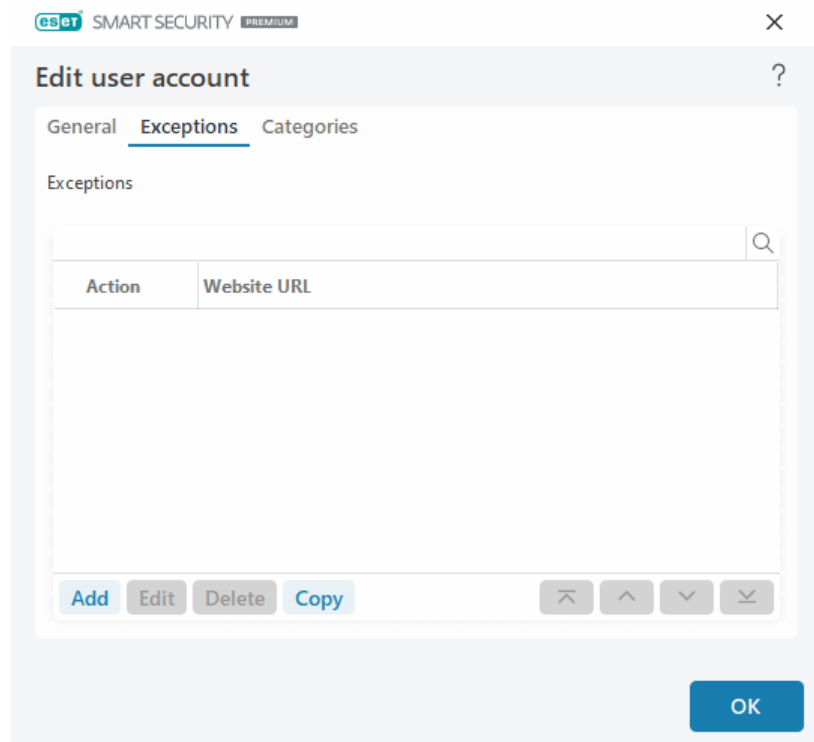 eset SMART SECURITY PREMIUM
Edit user account ?
General Exceptions Categories
Exceptions
Action Website URL
Add Edit Delete Copy
OK